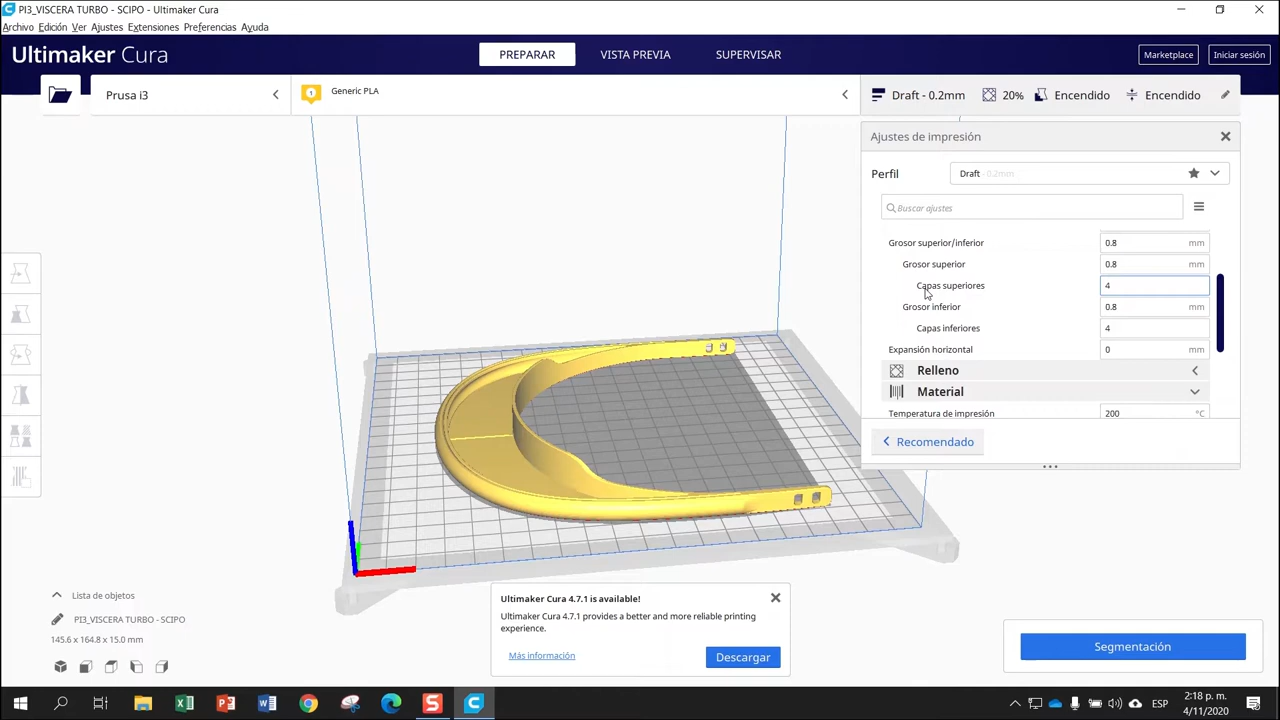 PI3_VISCERA TURBO - SCIPO - Ultimaker Cura
Archivo Edición Ver Ajustes Extensiones Preferencias Ayuda
Ultimaker Cura
PREPARAR
VISTA PREVIA
SUPERVISAR
Marketplace
Iniciar sesión
Prusa i3
1
Generic PLA
Draft - 0.2mm
20%
Encendido
Encendido
Ajustes de impresión
Perfil
Draft - 0.2mm
Buscar ajustes
Grosor superior/inferior
0.8 mm
Grosor superior
0.8 mm
Capas superiores
4
Grosor inferior
0.8 mm
Capas inferiores
4
Expansión horizontal
0 mm
Relleno
Material
Temperatura de impresión
200 °C
Recomendado
Lista de objetos
PI3_VISCERA TURBO - SCIPO
145.6 x 164.8 x 15.0 mm
Ultimaker Cura 4.7.1 is available!
Ultimaker Cura 4.7.1 provides a better and more reliable printing
experience.
Más información
Descargar
Segmentación
ESP
2:18 p. m.
4/11/2020